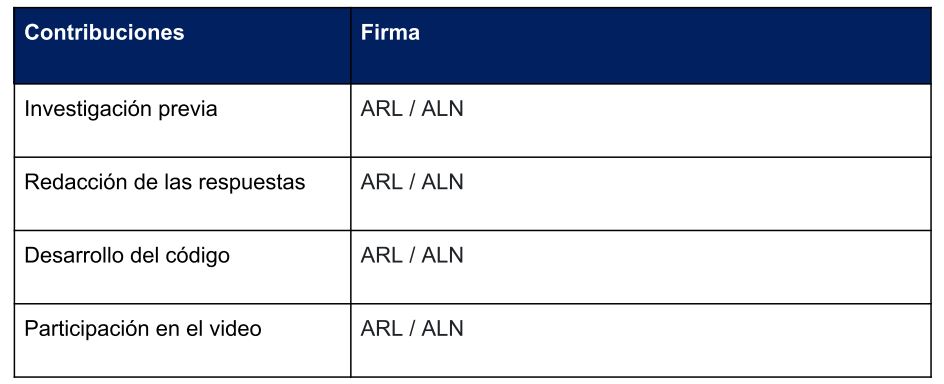 Contribuciones Firma
Investigación previa ARL / ALN
Redacción de las respuestas ARL / ALN
Desarrollo del código ARL / ALN
Participación en el video ARL / ALN